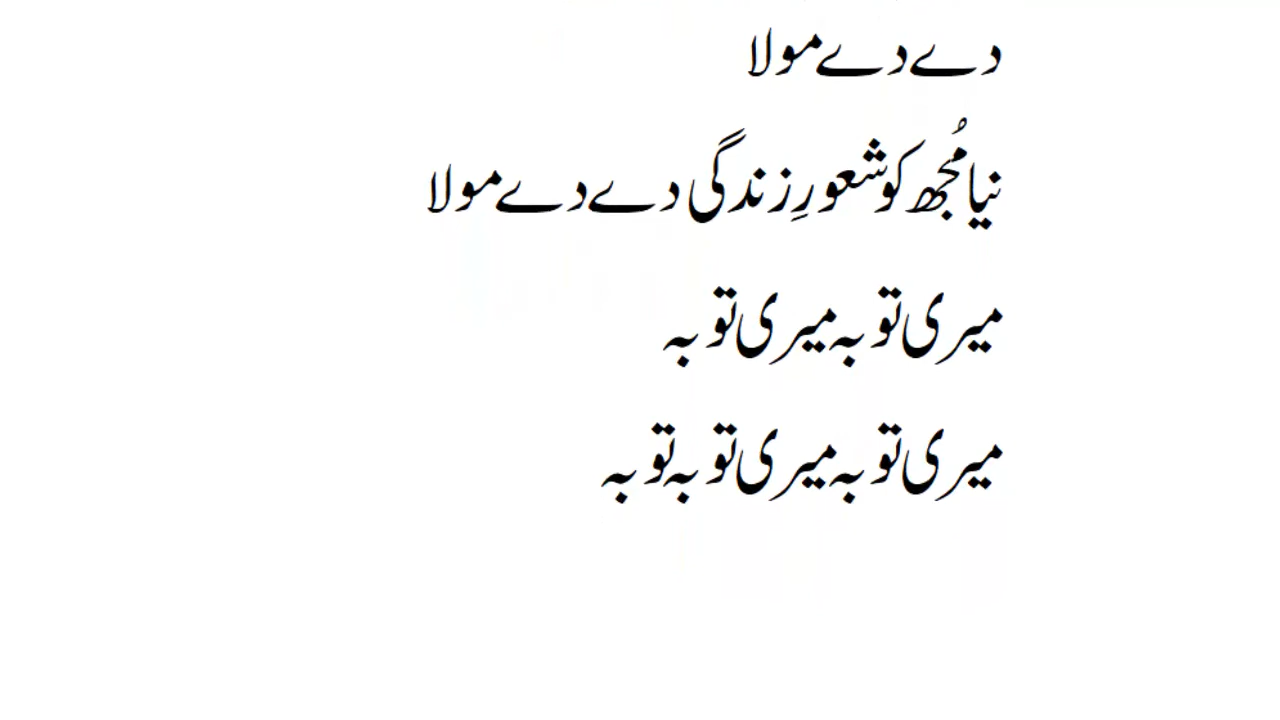 دے دے مولا
نیا مُجھ کو شعورِ زندگی دے دے مولا
میری توبہ میری توبہ
میری توبہ میری توبہ توبہ